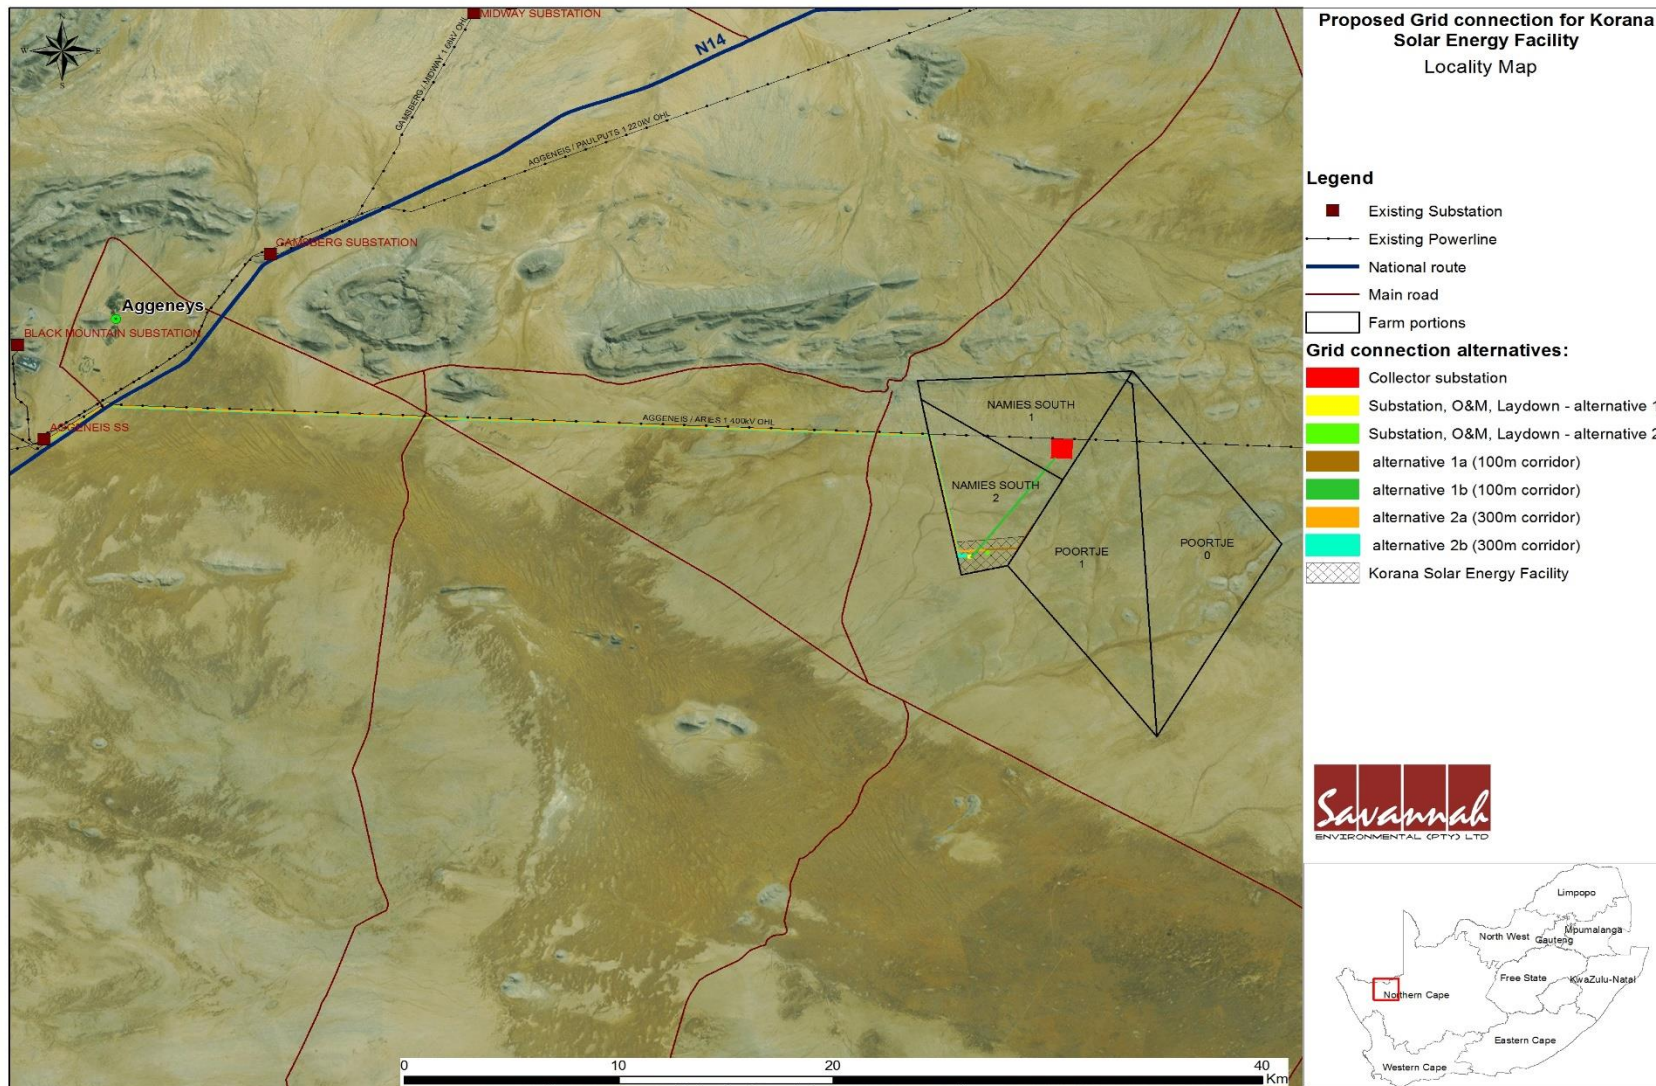 Proposed Grid connection for Korana
Solar Energy Facility
Locality Map
MIDWAY SUBSTATION
N14
GAMSBERG / MIDWAY 1 66kV OHL
AGGENEIS / PAULPUTS 1 220kV OHL
GAMSBERG SUBSTATION
Aggeneys
BLACK MOUNTAIN SUBSTATION
AGGENEIS SS
AGGENEIS / ARIES 1 400kV OHL
NAMIES SOUTH
1
NAMIES SOUTH
2
POORTJE
1
POORTJE
0
N
W
E
S
Legend
Existing Substation
Existing Powerline
National route
Main road
Farm portions
Grid connection alternatives:
Collector substation
Substation, O&M, Laydown - alternative 1
Substation, O&M, Laydown - alternative 2
alternative 1a (100m corridor)
alternative 1b (100m corridor)
alternative 2a (300m corridor)
alternative 2b (300m corridor)
Korana Solar Energy Facility
Savannah
ENVIRONMENTAL (PTY) LTD
Limpopo
North West
Mpumalanga
Gauteng
Free State
KwaZulu-Natal
Northern Cape
Eastern Cape
Western Cape
0
10
20
40
Km